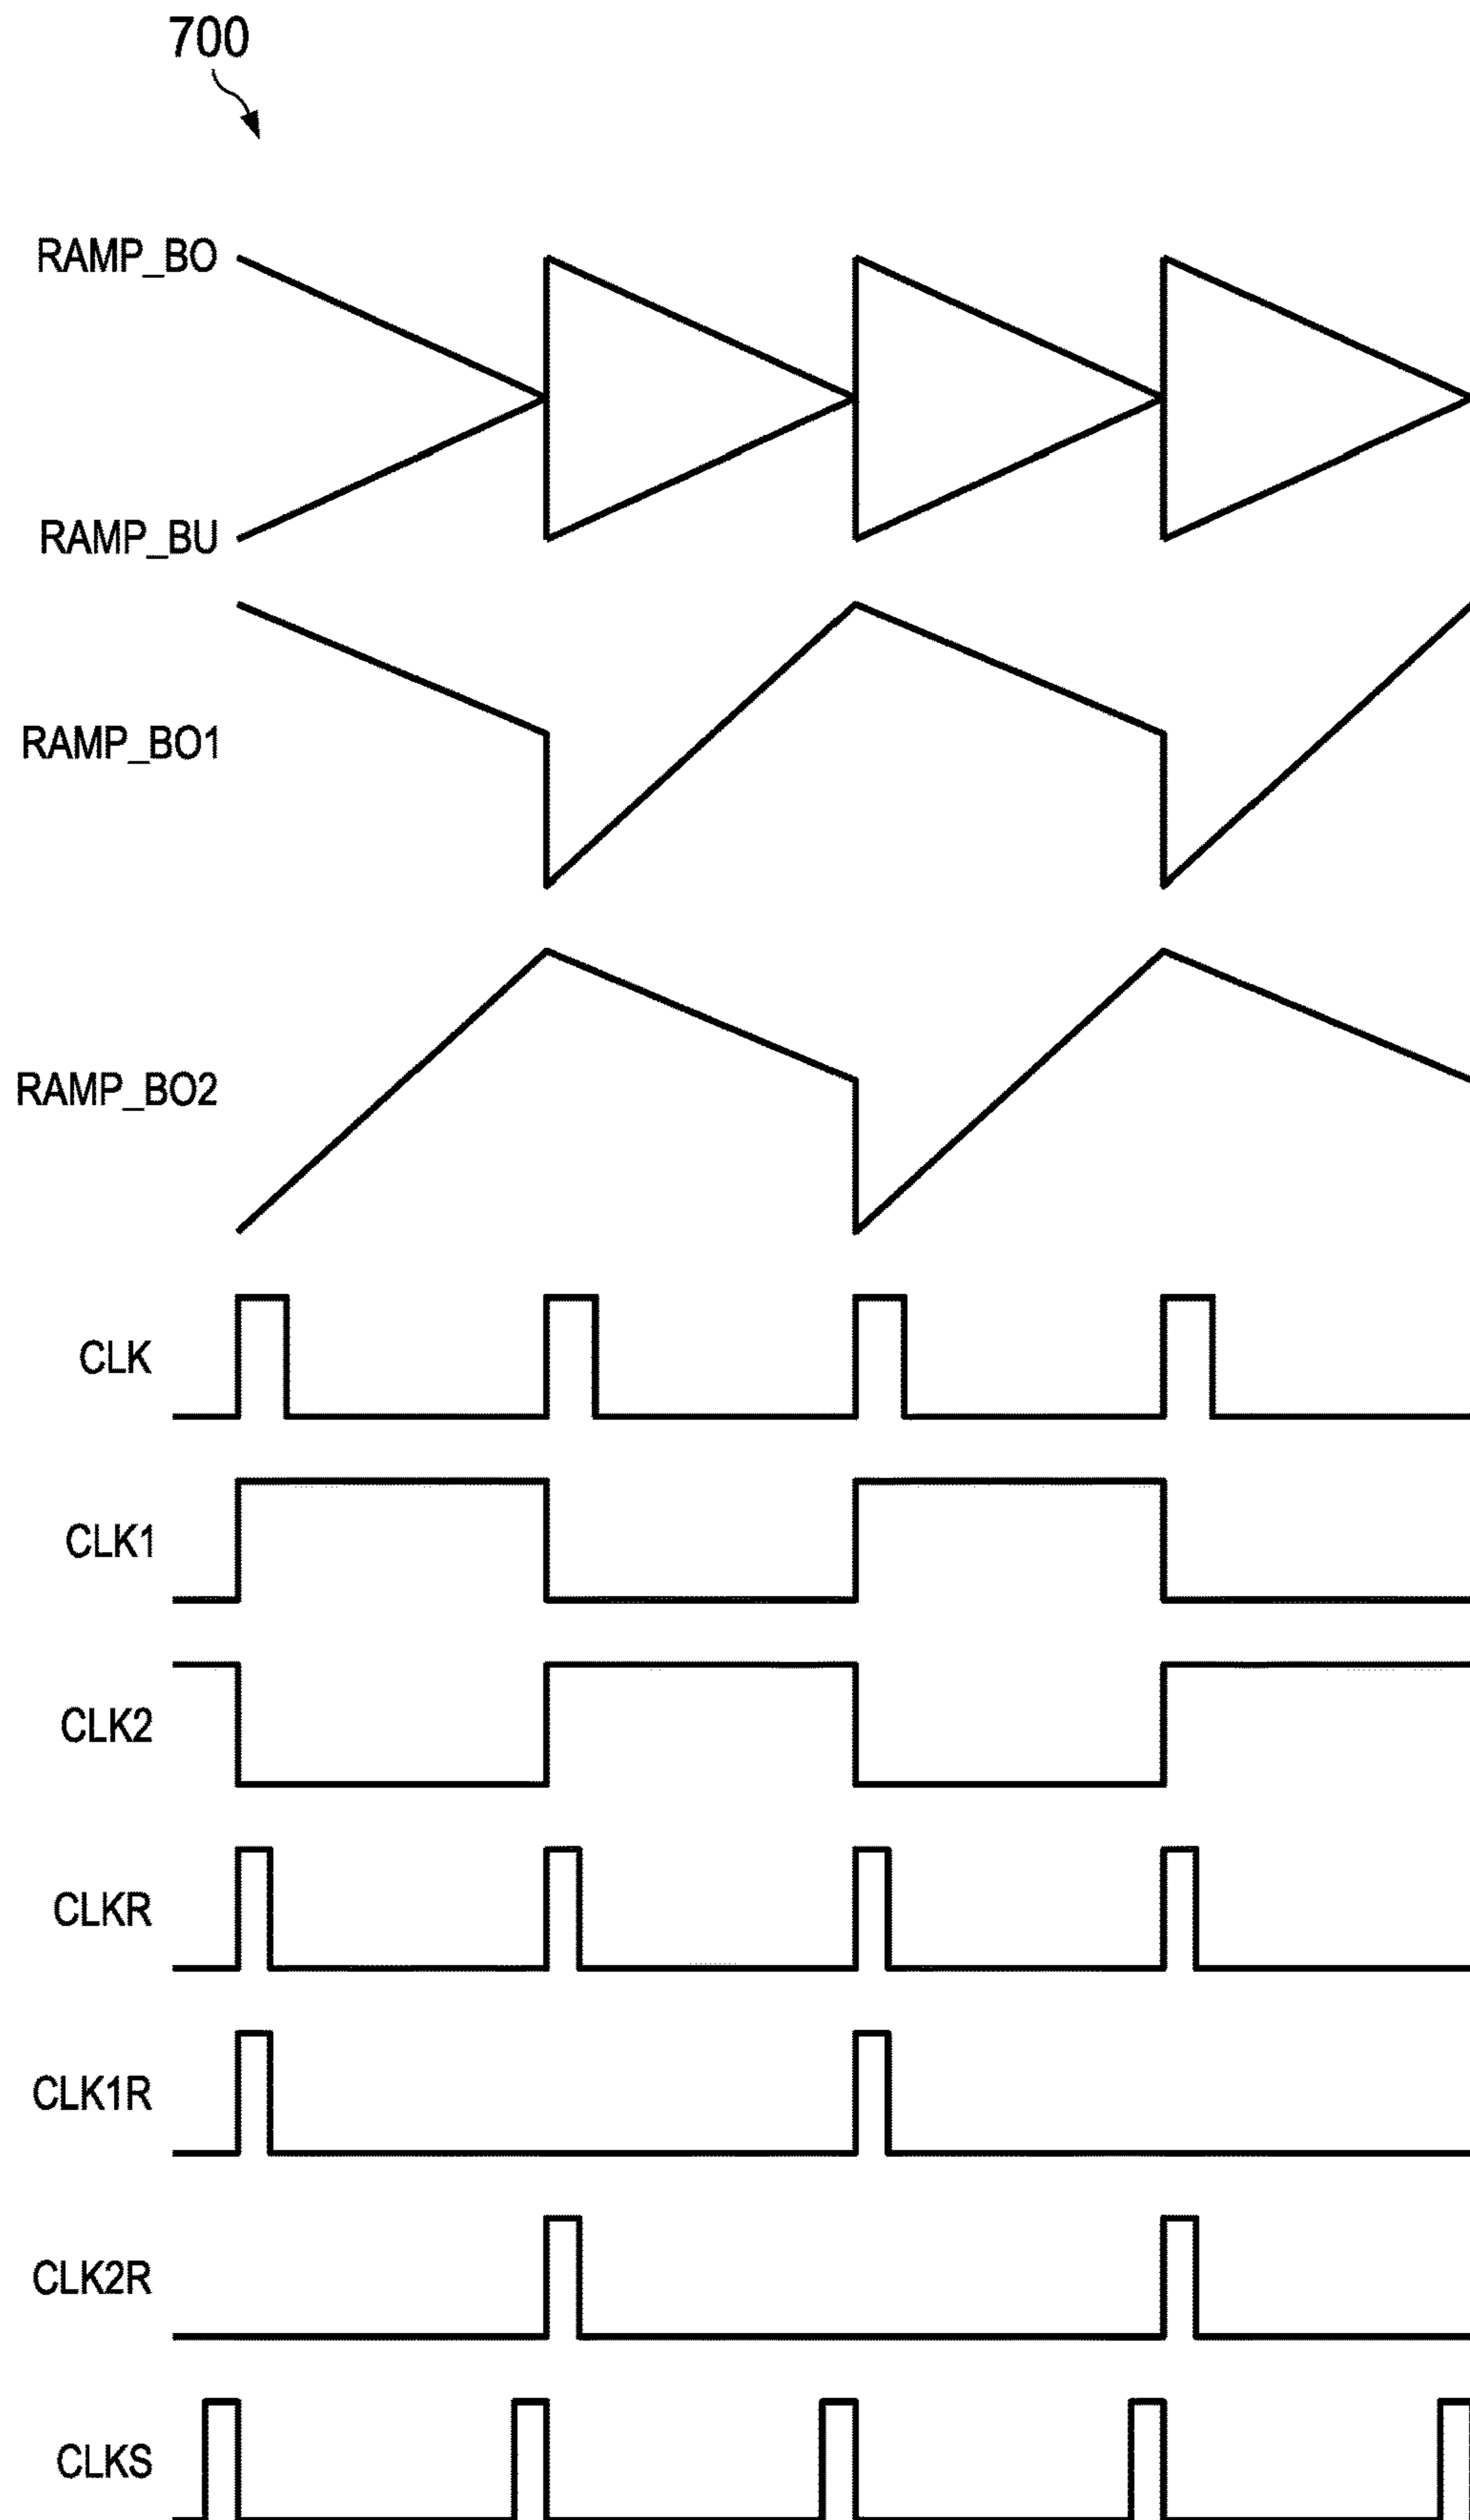 700
RAMP_BO
RAMP_BU
RAMP_BO1
RAMP_BO2
CLK
CLK1
CLK2
CLKR
CLK1R
CLK2R
CLKS